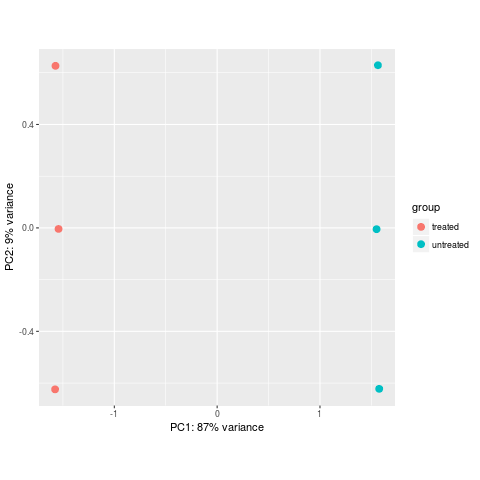 0.4
0.0
-0.4
PC2: 9% variance
-1
0
1
PC1: 87% variance
group
treated
untreated